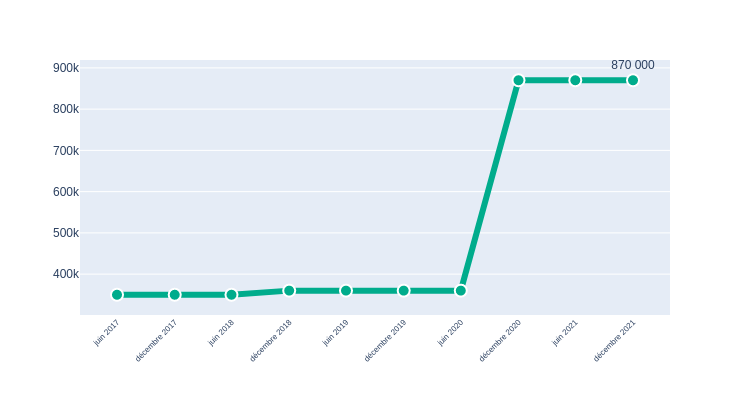 870 000
900k
800k
700k
600k
500k
400k
juin 2017
décembre 2017
juin 2018
décembre 2018
juin 2019
décembre 2019
juin 2020
décembre 2020
juin 2021
décembre 2021